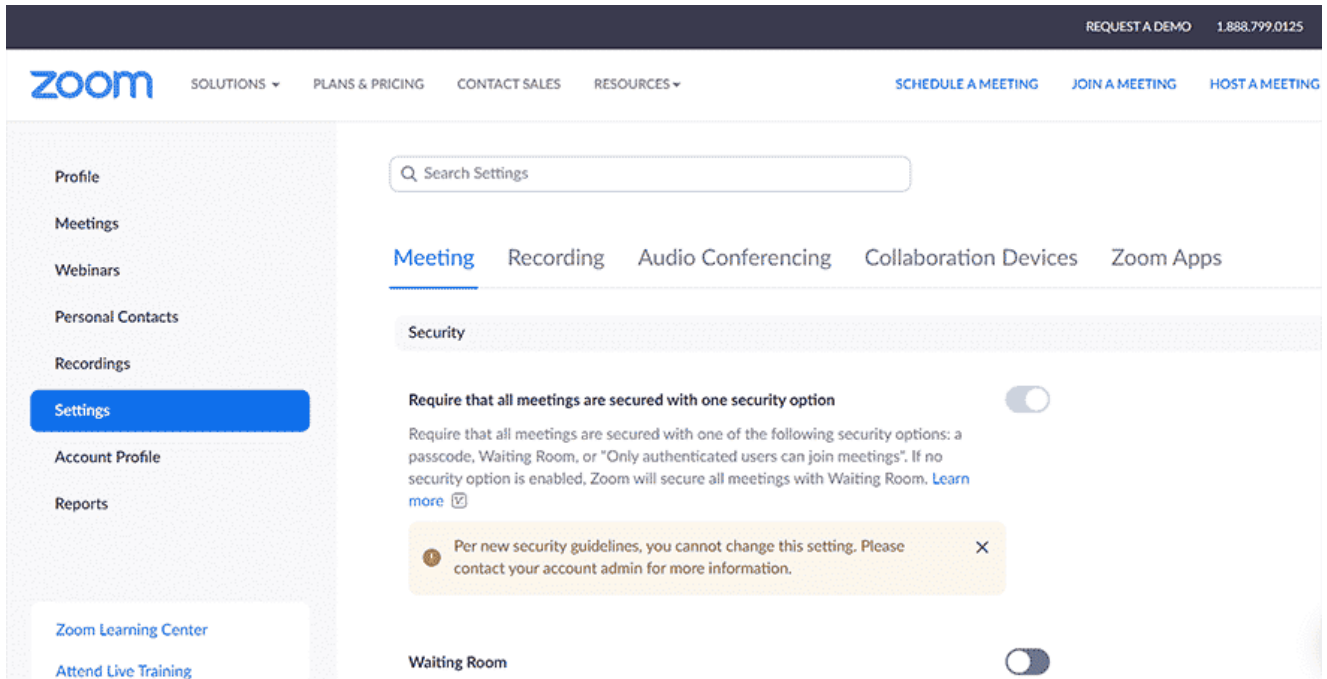 REQUEST A DEMO 1.888.799.0125
zoom SOLUTIONS PLANS & PRICING CONTACT SALES RESOURCES SCHEDULE A MEETING JOIN A MEETING HOST A MEETING
Profile
Meetings
Webinars
Personal Contacts
Recordings
Settings
Account Profile
Reports
Zoom Learning Center
Attend Live Training
Search Settings
Meeting Recording Audio Conferencing Collaboration Devices Zoom Apps
Security
Require that all meetings are secured with one security option
Require that all meetings are secured with one of the following security options: a
passcode, Waiting Room, or "Only authenticated users can join meetings". If no
security option is enabled, Zoom will secure all meetings with Waiting Room. Learn
more
Per new security guidelines, you cannot change this setting. Please
contact your account admin for more information.
Waiting Room